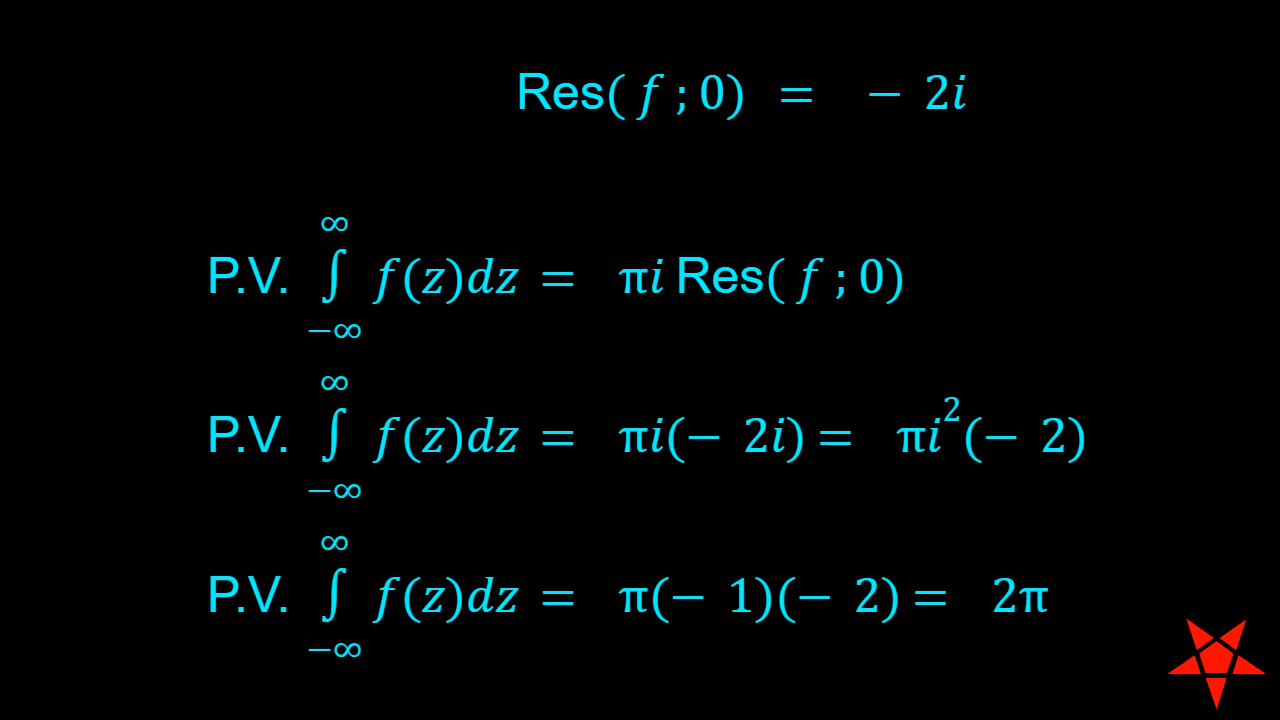 Res( f ; 0) = − 2i
P.V. ∫_{−∞}^{∞} f(z)dz = πi Res( f ; 0)
P.V. ∫_{−∞}^{∞} f(z)dz = πi(− 2i) = πi²(− 2)
P.V. ∫_{−∞}^{∞} f(z)dz = π(− 1)(− 2) = 2π